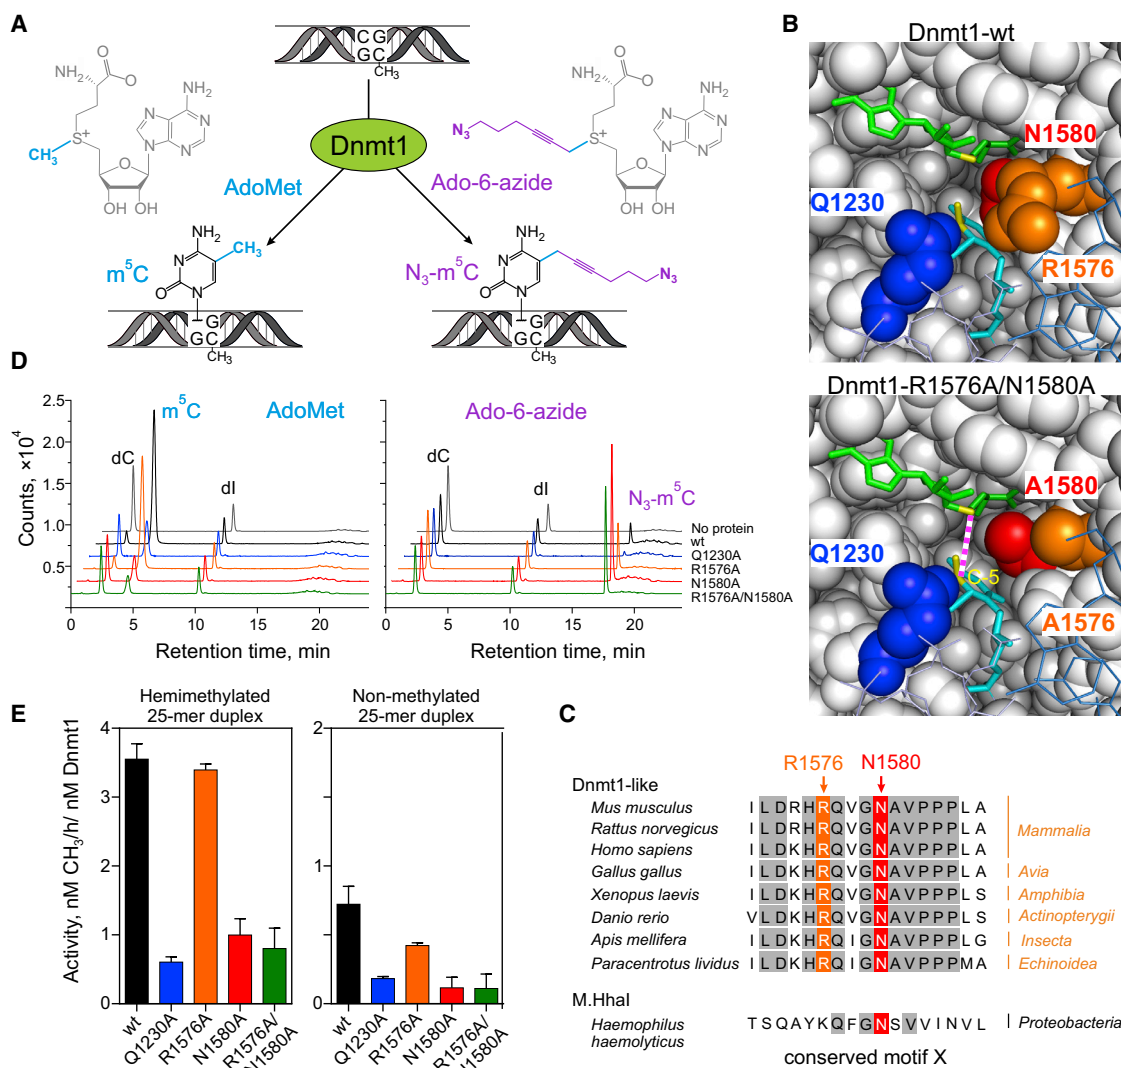 A
C G
G C
CH₃
NH₂
O
O
S⁺
CH₃
NH₂
N
N
N
N
O
OH OH
Dnmt1
AdoMet
Ado-6-azide
NH₂
O
O
N₃
S⁺
NH₂
N
N
N
N
O
OH OH
NH₂
CH₃
N
O
N
m⁵C
G
G C
CH₃
NH₂
N₃
N
O
N
N₃-m⁵C
G
G C
CH₃
B
Dnmt1-wt
N1580
Q1230
R1576
Dnmt1-R1576A/N1580A
A1580
Q1230
C-5
A1576
D
Counts, ×10⁴
2.5
2.0
1.5
1.0
0.5
m⁵C
AdoMet
dC
dI
0 5 10 15 20
Retention time, min
Ado-6-azide
dC
dI
N₃-m⁵C
No protein
wt
Q1230A
R1576A
N1580A
R1576A/N1580A
0 5 10 15 20
Retention time, min
E
Hemimethylated
25-mer duplex
Activity, nM CH₃/h/ nM Dnmt1
4
3
2
1
0
wt
Q1230A
R1576A
N1580A
R1576A/
N1580A
Non-methylated
25-mer duplex
2
1
0
wt
Q1230A
R1576A
N1580A
R1576A/
N1580A
C
R1576 N1580
Dnmt1-like
Mus musculus I L D R H R Q V G N A V P P P L A
Rattus norvegicus I L D R H R Q V G N A V P P P L A
Homo sapiens I L D K H R Q V G N A V P P P L A
Mammalia
Gallus gallus I L D K H R Q V G N A V P P P L A Avia
Xenopus laevis I L D K H R Q V G N A V P P P L S Amphibia
Danio rerio V L D K H R Q V G N A V P P P L S Actinopterygii
Apis mellifera I L D K H R Q I G N A V P P P L G Insecta
Paracentrotus lividus I L D K H R Q I G N A V P P P M A Echinoidea
M.HhaI
Haemophilus
haemolyticus
T S Q A Y K Q F G N S V V I N V L Proteobacteria
conserved motif X